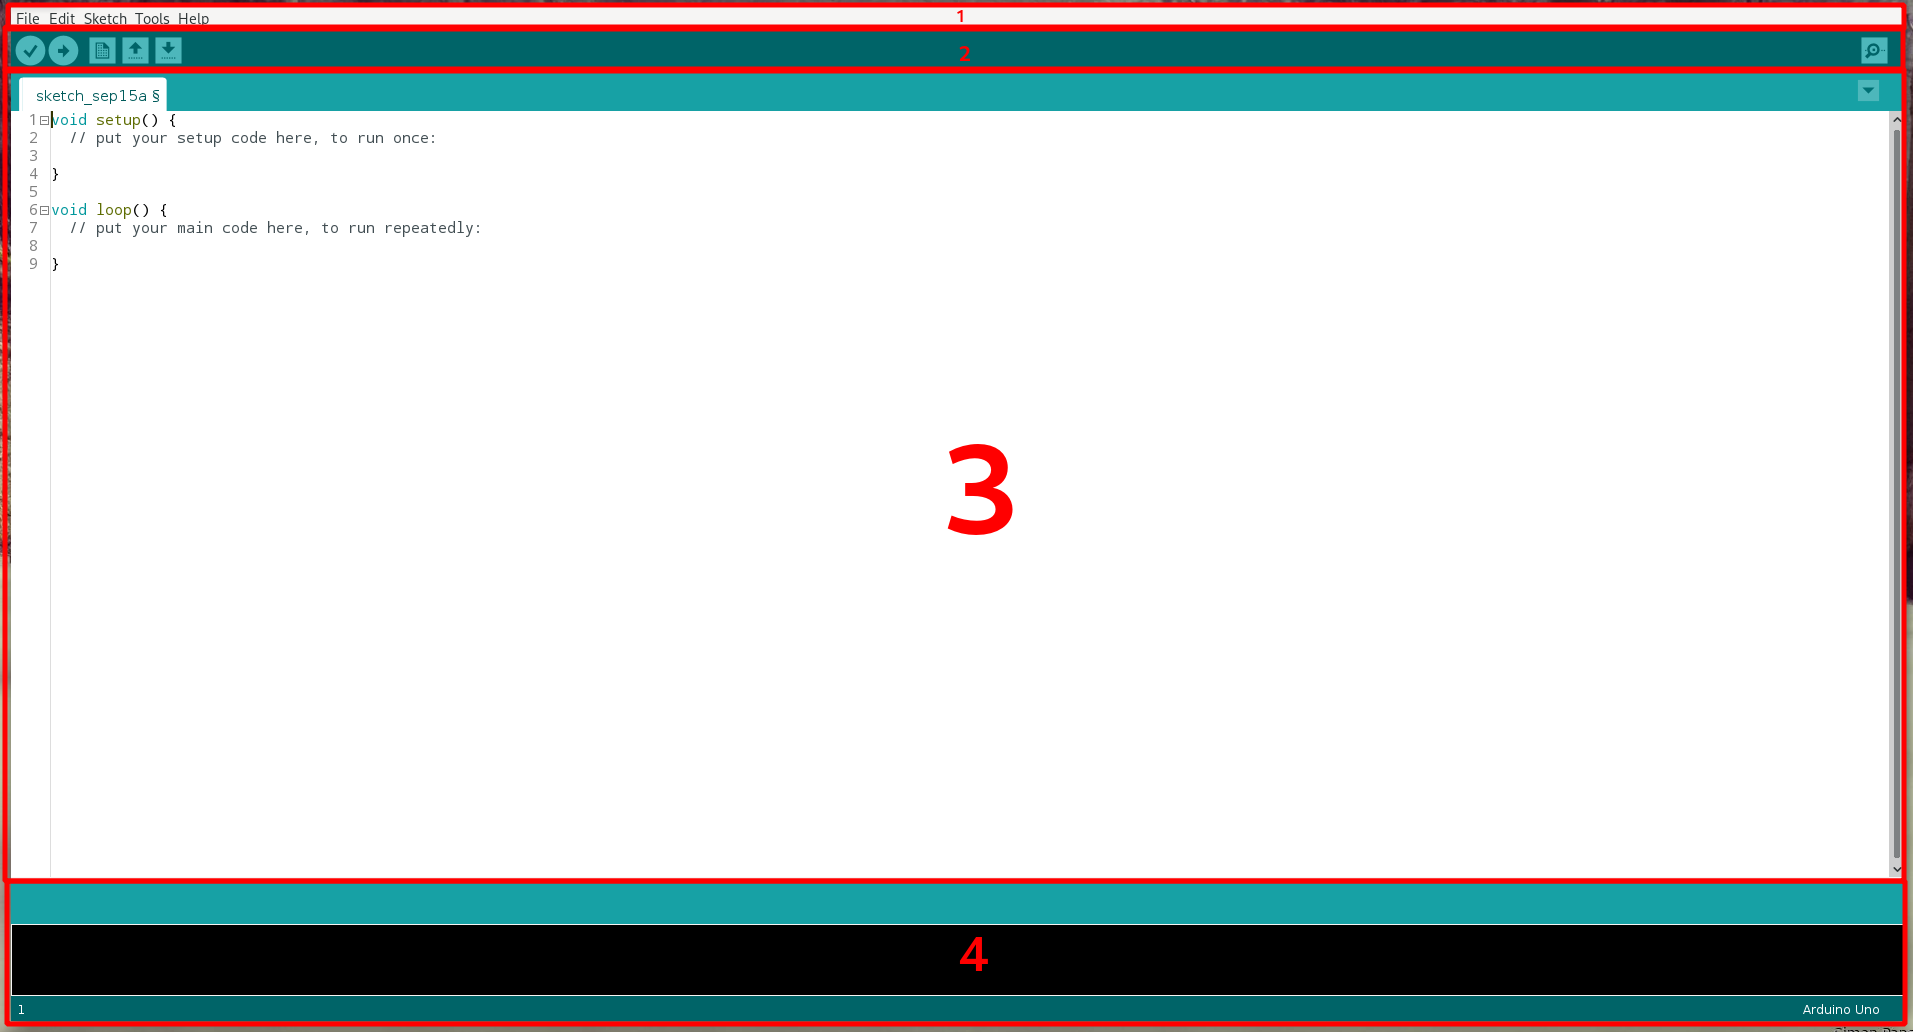 File Edit Sketch Tools Help
1
2
sketch_sep15a §
1 void setup() {
2 // put your setup code here, to run once:
3
4 }
5
6 void loop() {
7 // put your main code here, to run repeatedly:
8
9 }
3
4
1 Arduino Uno